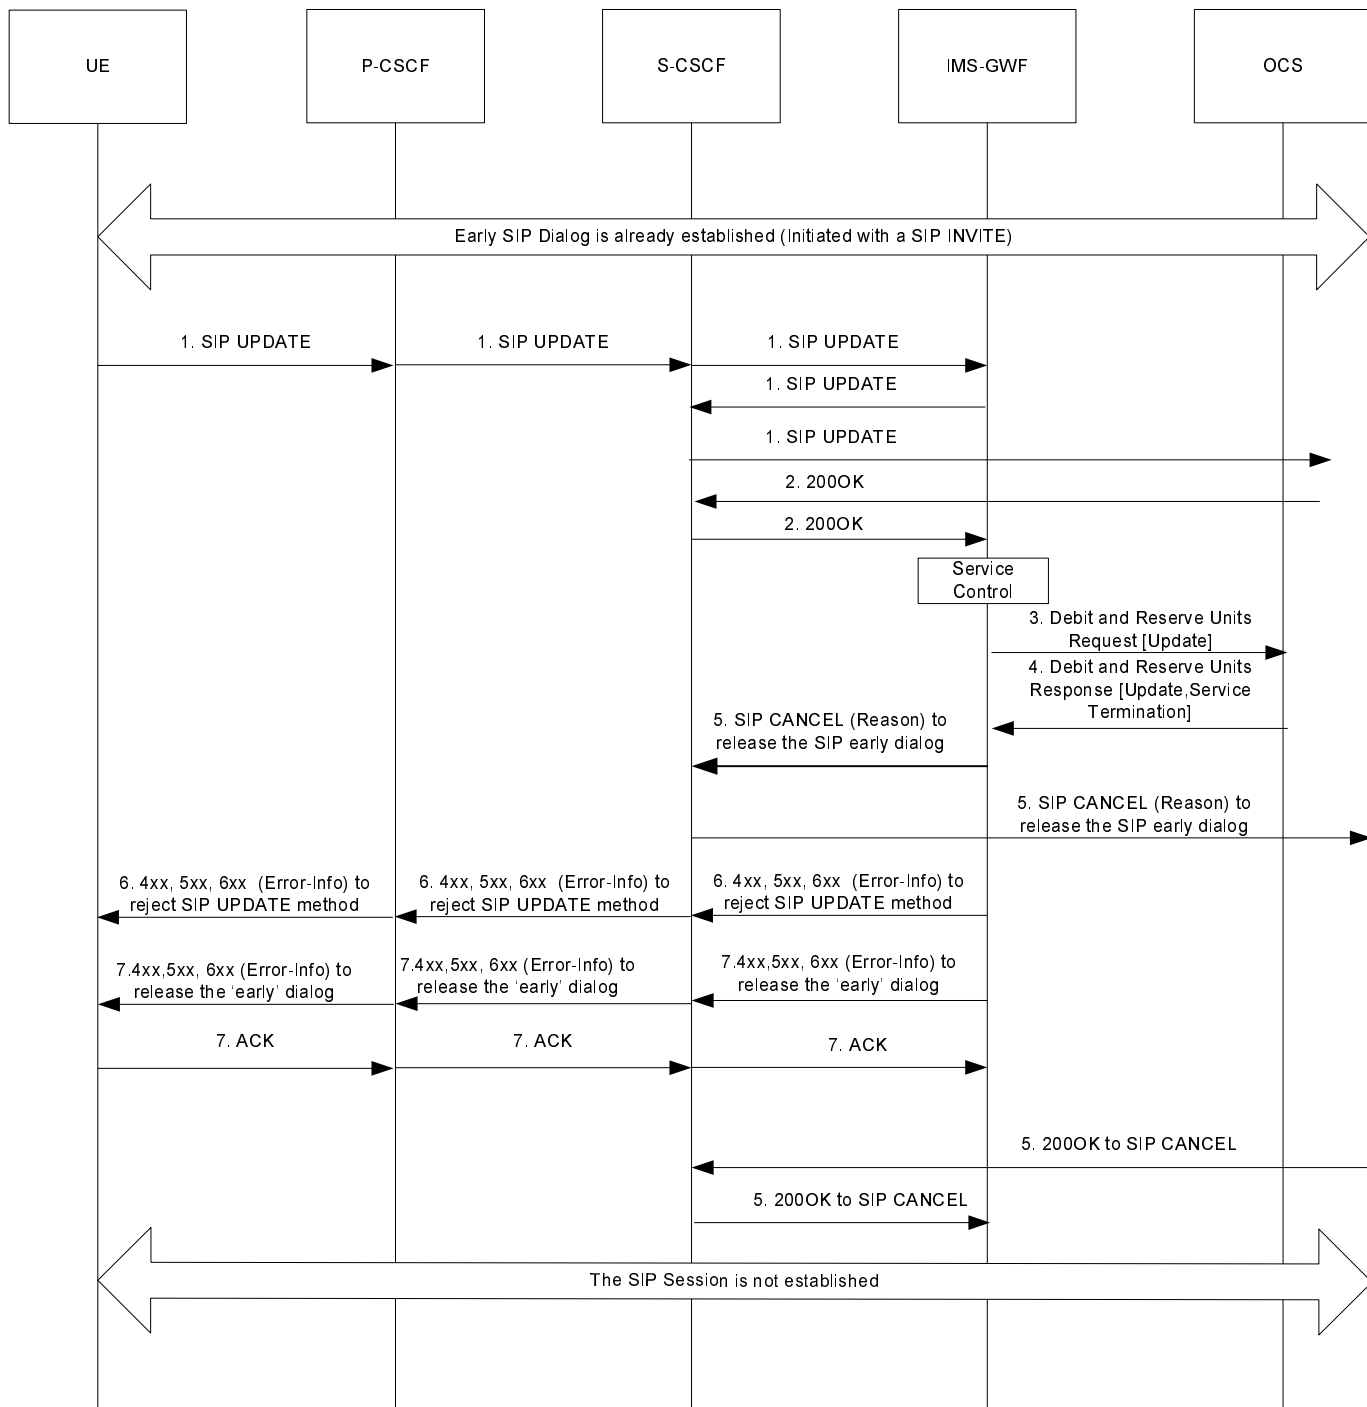 UE
P-CSCF
S-CSCF
IMS-GWF
OCS
Early SIP Dialog is already established (Initiated with a SIP INVITE)
1. SIP UPDATE
1. SIP UPDATE
1. SIP UPDATE
1. SIP UPDATE
1. SIP UPDATE
2. 200OK
2. 200OK
Service
Control
3. Debit and Reserve Units
Request [Update]
4. Debit and Reserve Units
Response [Update,Service
Termination]
5. SIP CANCEL (Reason) to
release the SIP early dialog
5. SIP CANCEL (Reason) to
release the SIP early dialog
6. 4xx, 5xx, 6xx (Error-Info) to
reject SIP UPDATE method
6. 4xx, 5xx, 6xx (Error-Info) to
reject SIP UPDATE method
6. 4xx, 5xx, 6xx (Error-Info) to
reject SIP UPDATE method
7.4xx,5xx, 6xx (Error-Info) to
release the ‘early’ dialog
7.4xx,5xx, 6xx (Error-Info) to
release the ‘early’ dialog
7.4xx,5xx, 6xx (Error-Info) to
release the ‘early’ dialog
7. ACK
7. ACK
7. ACK
5. 200OK to SIP CANCEL
5. 200OK to SIP CANCEL
The SIP Session is not established